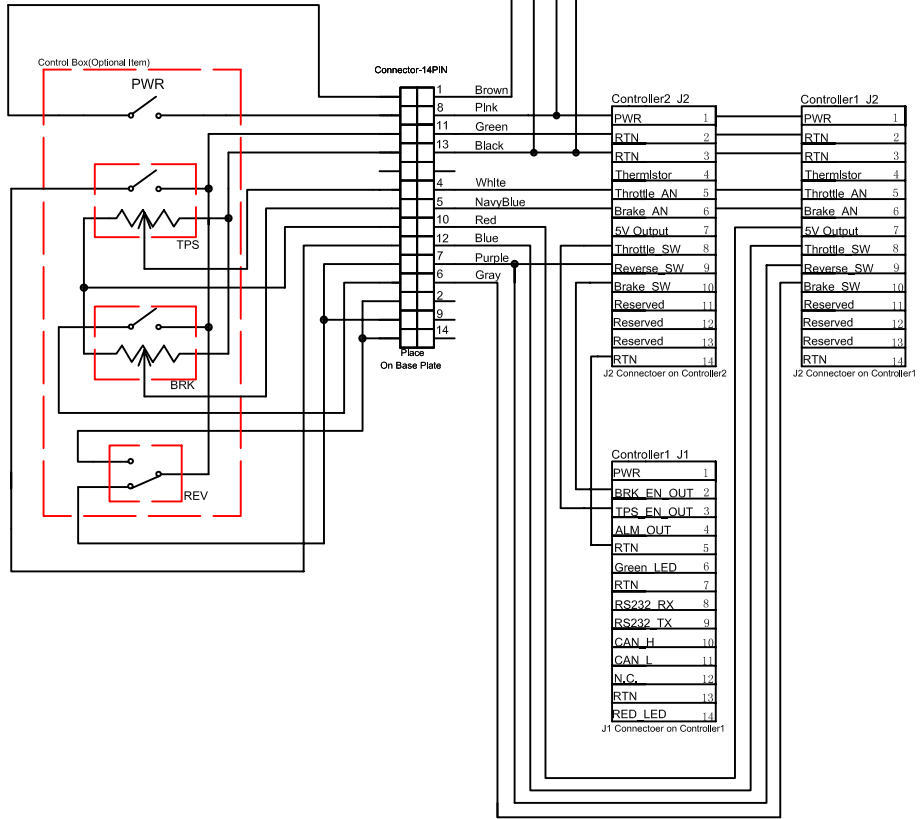 Control Box(Optional Item)
PWR
TPS
BRK
REV
Connector-14PIN
1 Brown
8 PInk
11 Green
13 Black
4 WhIte
5 NavyBlue
10 Red
12 Blue
7 Purple
6 Gray
2
9
14
Place
On Base Plate
Controller2 J2
PWR 1
RTN 2
RTN 3
ThermIstor 4
Throttle_AN 5
Brake_AN 6
5V Output 7
Throttle_SW 8
Reverse_SW 9
Brake_SW 10
Reserved 11
Reserved 12
Reserved 13
RTN 14
J2 Connectoer on Controller2
Controller1 J2
PWR 1
RTN 2
RTN 3
ThermIstor 4
Throttle_AN 5
Brake_AN 6
5V Output 7
Throttle_SW 8
Reverse_SW 9
Brake_SW 10
Reserved 11
Reserved 12
Reserved 13
RTN 14
J2 Connectoer on Controller1
Controller1 J1
PWR 1
BRK_EN_OUT 2
TPS_EN_OUT 3
ALM_OUT 4
RTN 5
Green_LED 6
RTN 7
RS232_RX 8
RS232_TX 9
CAN_H 10
CAN_L 11
N.C. 12
RTN 13
RED_LED 14
J1 Connectoer on Controller1